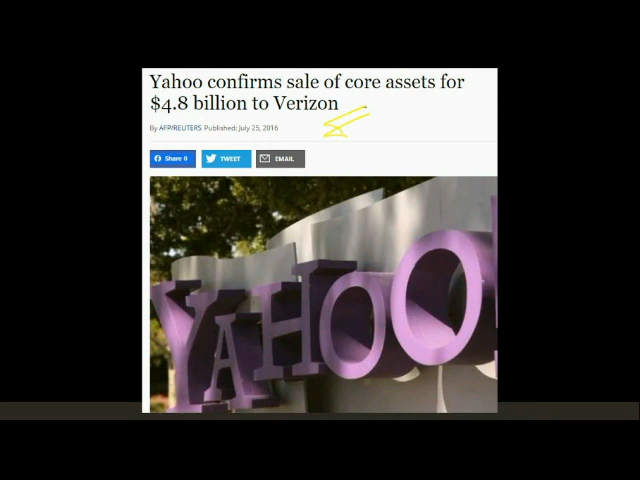 Yahoo confirms sale of core assets for
$4.8 billion to Verizon
By AFP/REUTERS Published: July 25, 2016
Share 0 TWEET EMAIL
YAHOO